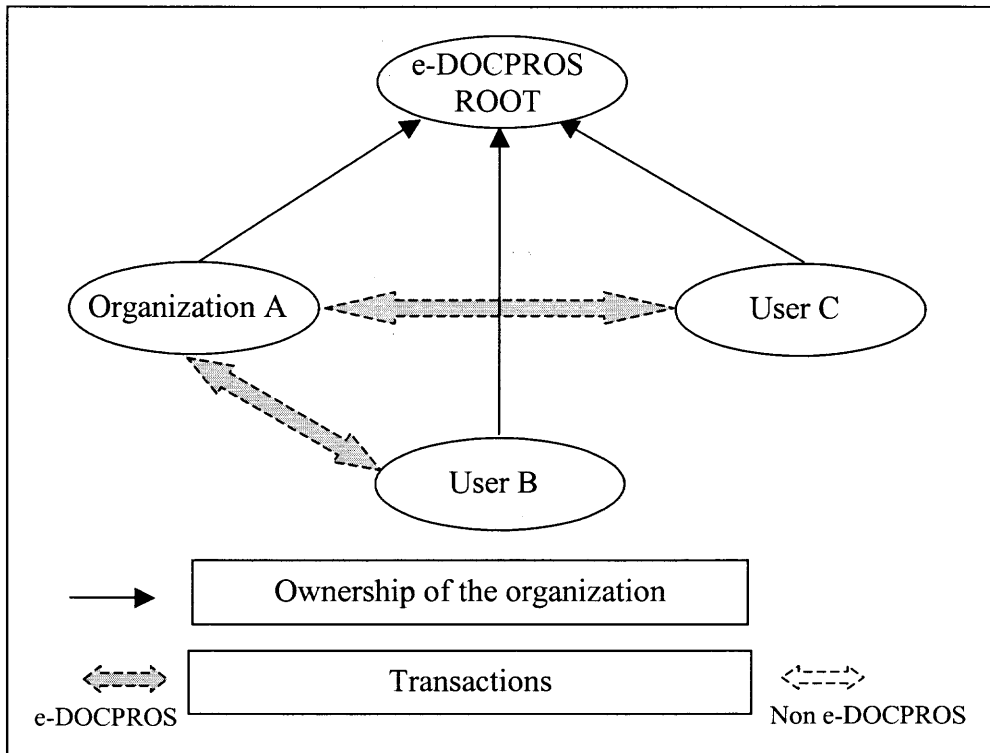 e-DOCPROS
ROOT
Organization A
User C
User B
Ownership of the organization
Transactions
e-DOCPROS
Non e-DOCPROS